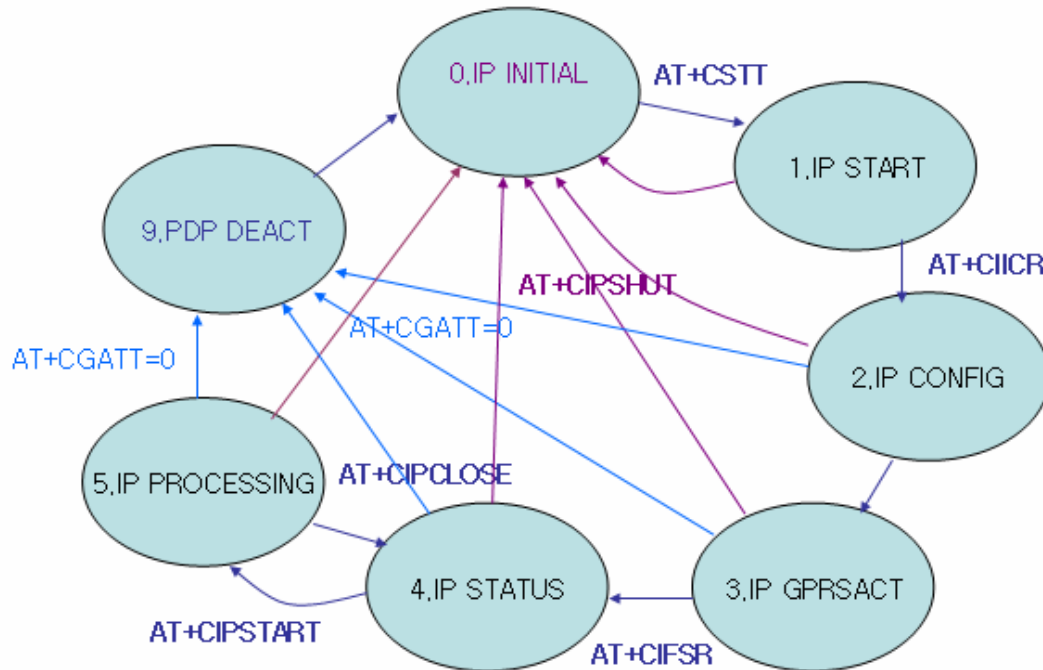 0,IP INITIAL
AT+CSTT
1,IP START
9,PDP DEACT
AT+CIICR
AT+CIPSHUT
AT+CGATT=0
AT+CGATT=0
2,IP CONFIG
5,IP PROCESSING
AT+CIPCLOSE
4,IP STATUS
3,IP GPRSACT
AT+CIPSTART
AT+CIFSR